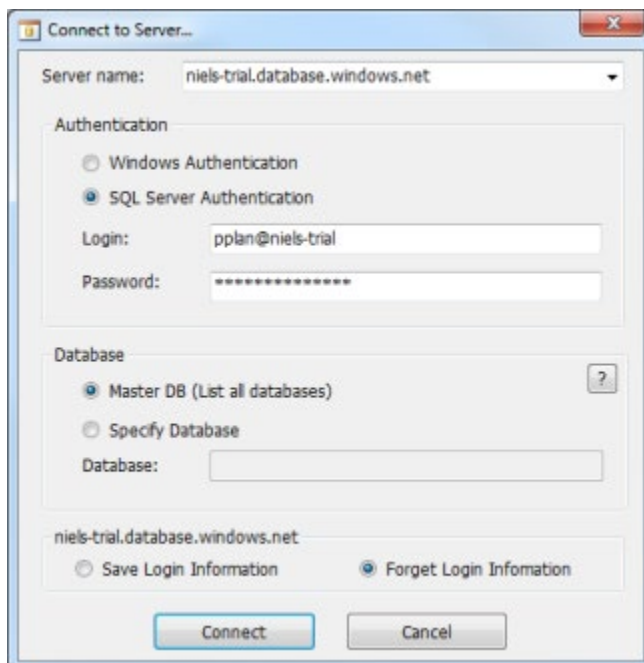 Connect to Server...
Server name: niels-trial.database.windows.net
Authentication
Windows Authentication
SQL Server Authentication
Login: pplan@niels-trial
Password: **************
Database
?
Master DB (List all databases)
Specify Database
Database:
niels-trial.database.windows.net
Save Login Information Forget Login Infomation
Connect Cancel